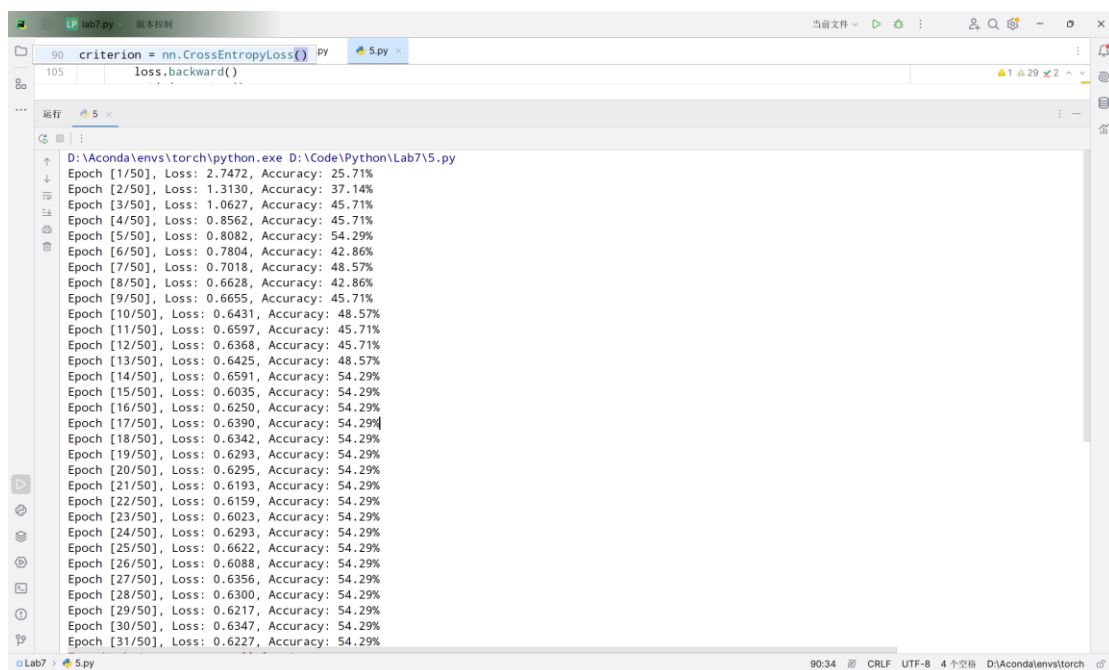 LP lab7.py 版本控制 当前文件
90 criterion = nn.CrossEntropyLoss() .py 5.py
105 loss.backward() 1 29 2
运行 5
D:\Aconda\envs\torch\python.exe D:\Code\Python\Lab7\5.py
Epoch [1/50], Loss: 2.7472, Accuracy: 25.71%
Epoch [2/50], Loss: 1.3130, Accuracy: 37.14%
Epoch [3/50], Loss: 1.0627, Accuracy: 45.71%
Epoch [4/50], Loss: 0.8562, Accuracy: 45.71%
Epoch [5/50], Loss: 0.8082, Accuracy: 54.29%
Epoch [6/50], Loss: 0.7804, Accuracy: 42.86%
Epoch [7/50], Loss: 0.7018, Accuracy: 48.57%
Epoch [8/50], Loss: 0.6628, Accuracy: 42.86%
Epoch [9/50], Loss: 0.6655, Accuracy: 45.71%
Epoch [10/50], Loss: 0.6431, Accuracy: 48.57%
Epoch [11/50], Loss: 0.6597, Accuracy: 45.71%
Epoch [12/50], Loss: 0.6368, Accuracy: 45.71%
Epoch [13/50], Loss: 0.6425, Accuracy: 48.57%
Epoch [14/50], Loss: 0.6591, Accuracy: 54.29%
Epoch [15/50], Loss: 0.6035, Accuracy: 54.29%
Epoch [16/50], Loss: 0.6250, Accuracy: 54.29%
Epoch [17/50], Loss: 0.6390, Accuracy: 54.29%
Epoch [18/50], Loss: 0.6342, Accuracy: 54.29%
Epoch [19/50], Loss: 0.6293, Accuracy: 54.29%
Epoch [20/50], Loss: 0.6295, Accuracy: 54.29%
Epoch [21/50], Loss: 0.6193, Accuracy: 54.29%
Epoch [22/50], Loss: 0.6159, Accuracy: 54.29%
Epoch [23/50], Loss: 0.6023, Accuracy: 54.29%
Epoch [24/50], Loss: 0.6293, Accuracy: 54.29%
Epoch [25/50], Loss: 0.6622, Accuracy: 54.29%
Epoch [26/50], Loss: 0.6088, Accuracy: 54.29%
Epoch [27/50], Loss: 0.6356, Accuracy: 54.29%
Epoch [28/50], Loss: 0.6300, Accuracy: 54.29%
Epoch [29/50], Loss: 0.6217, Accuracy: 54.29%
Epoch [30/50], Loss: 0.6347, Accuracy: 54.29%
Epoch [31/50], Loss: 0.6227, Accuracy: 54.29%
Lab7 > 5.py 90:34 CRLF UTF-8 4 个空格 D:\Aconda\envs\torch